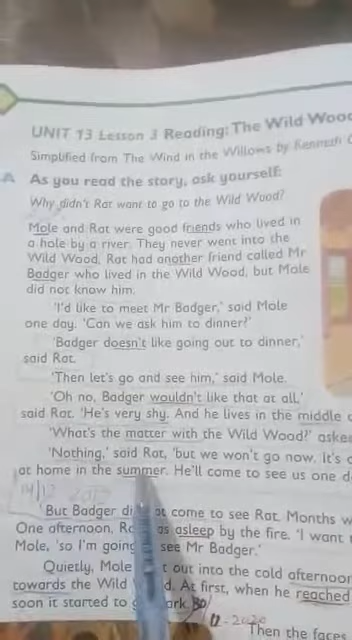 UNIT 13 Lesson 3 Reading: The Wild Wood
Simplified from The Wind in the Willows by Kenneth
A As you read the story, ask yourself:
Why didn't Rat want to go to the Wild Wood?
Mole and Rat were good friends who lived in
a hole by a river. They never went into the
Wild Wood. Rat had another friend called Mr
Badger who lived in the Wild Wood, but Mole
did not know him.
'I'd like to meet Mr Badger,' said Mole
one day. 'Can we ask him to dinner?'
'Badger doesn't like going out to dinner,'
said Rat.
'Then let's go and see him,' said Mole.
'Oh no, Badger wouldn't like that at all,'
said Rat. 'He's very shy. And he lives in the middle
'What's the matter with the Wild Wood?' aske
'Nothing,' said Rat, 'but we won't go now. It's
at home in the summer. He'll come to see us one d
But Badger di come to see Rat. Months w
One afternoon, R as asleep by the fire. 'I want
Mole, 'so I'm going see Mr Badger.'
Quietly, Mole t out into the cold afternoon
towards the Wild d. At first, when he reached
soon it started to g ark.
Then the faces